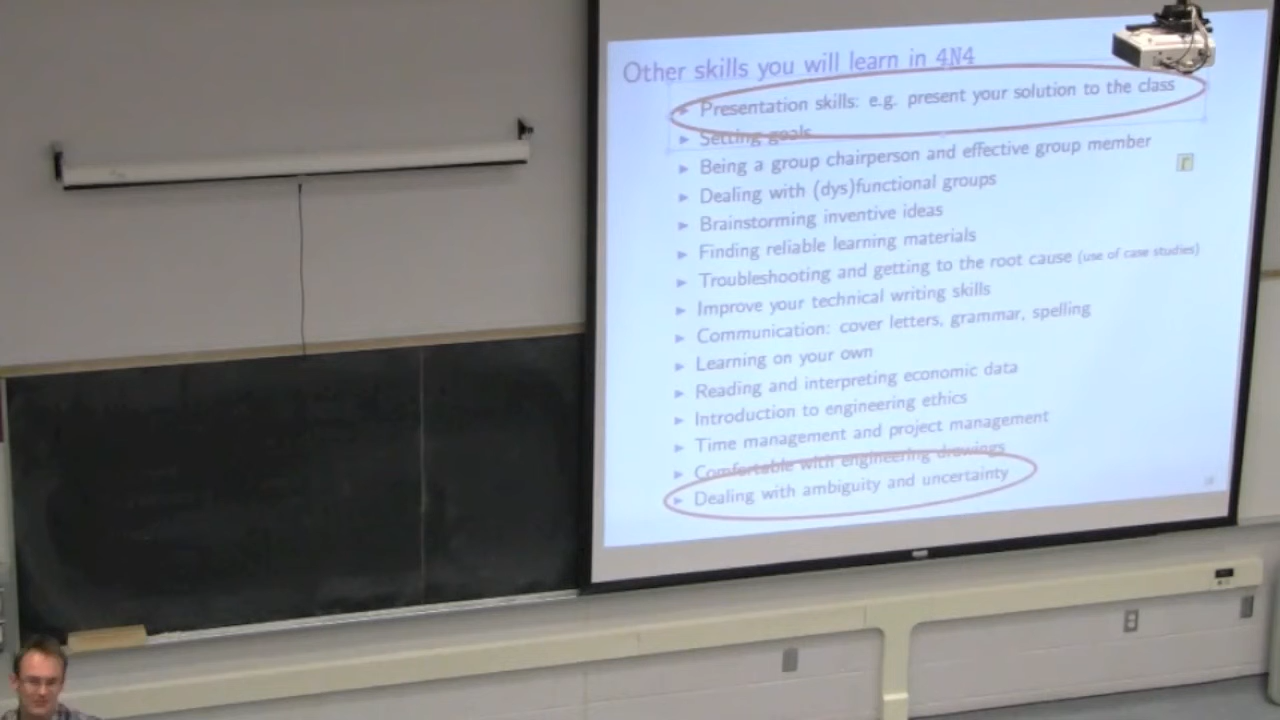 Other skills you will learn in 4N4
▶ Presentation skills: e.g. present your solution to the class
▶ Setting goals
▶ Being a group chairperson and effective group member
▶ Dealing with (dys)functional groups
▶ Brainstorming inventive ideas
▶ Finding reliable learning materials
▶ Troubleshooting and getting to the root cause (use of case studies)
▶ Improve your technical writing skills
▶ Communication: cover letters, grammar, spelling
▶ Learning on your own
▶ Reading and interpreting economic data
▶ Introduction to engineering ethics
▶ Time management and project management
▶ Comfortable with engineering drawings
▶ Dealing with ambiguity and uncertainty